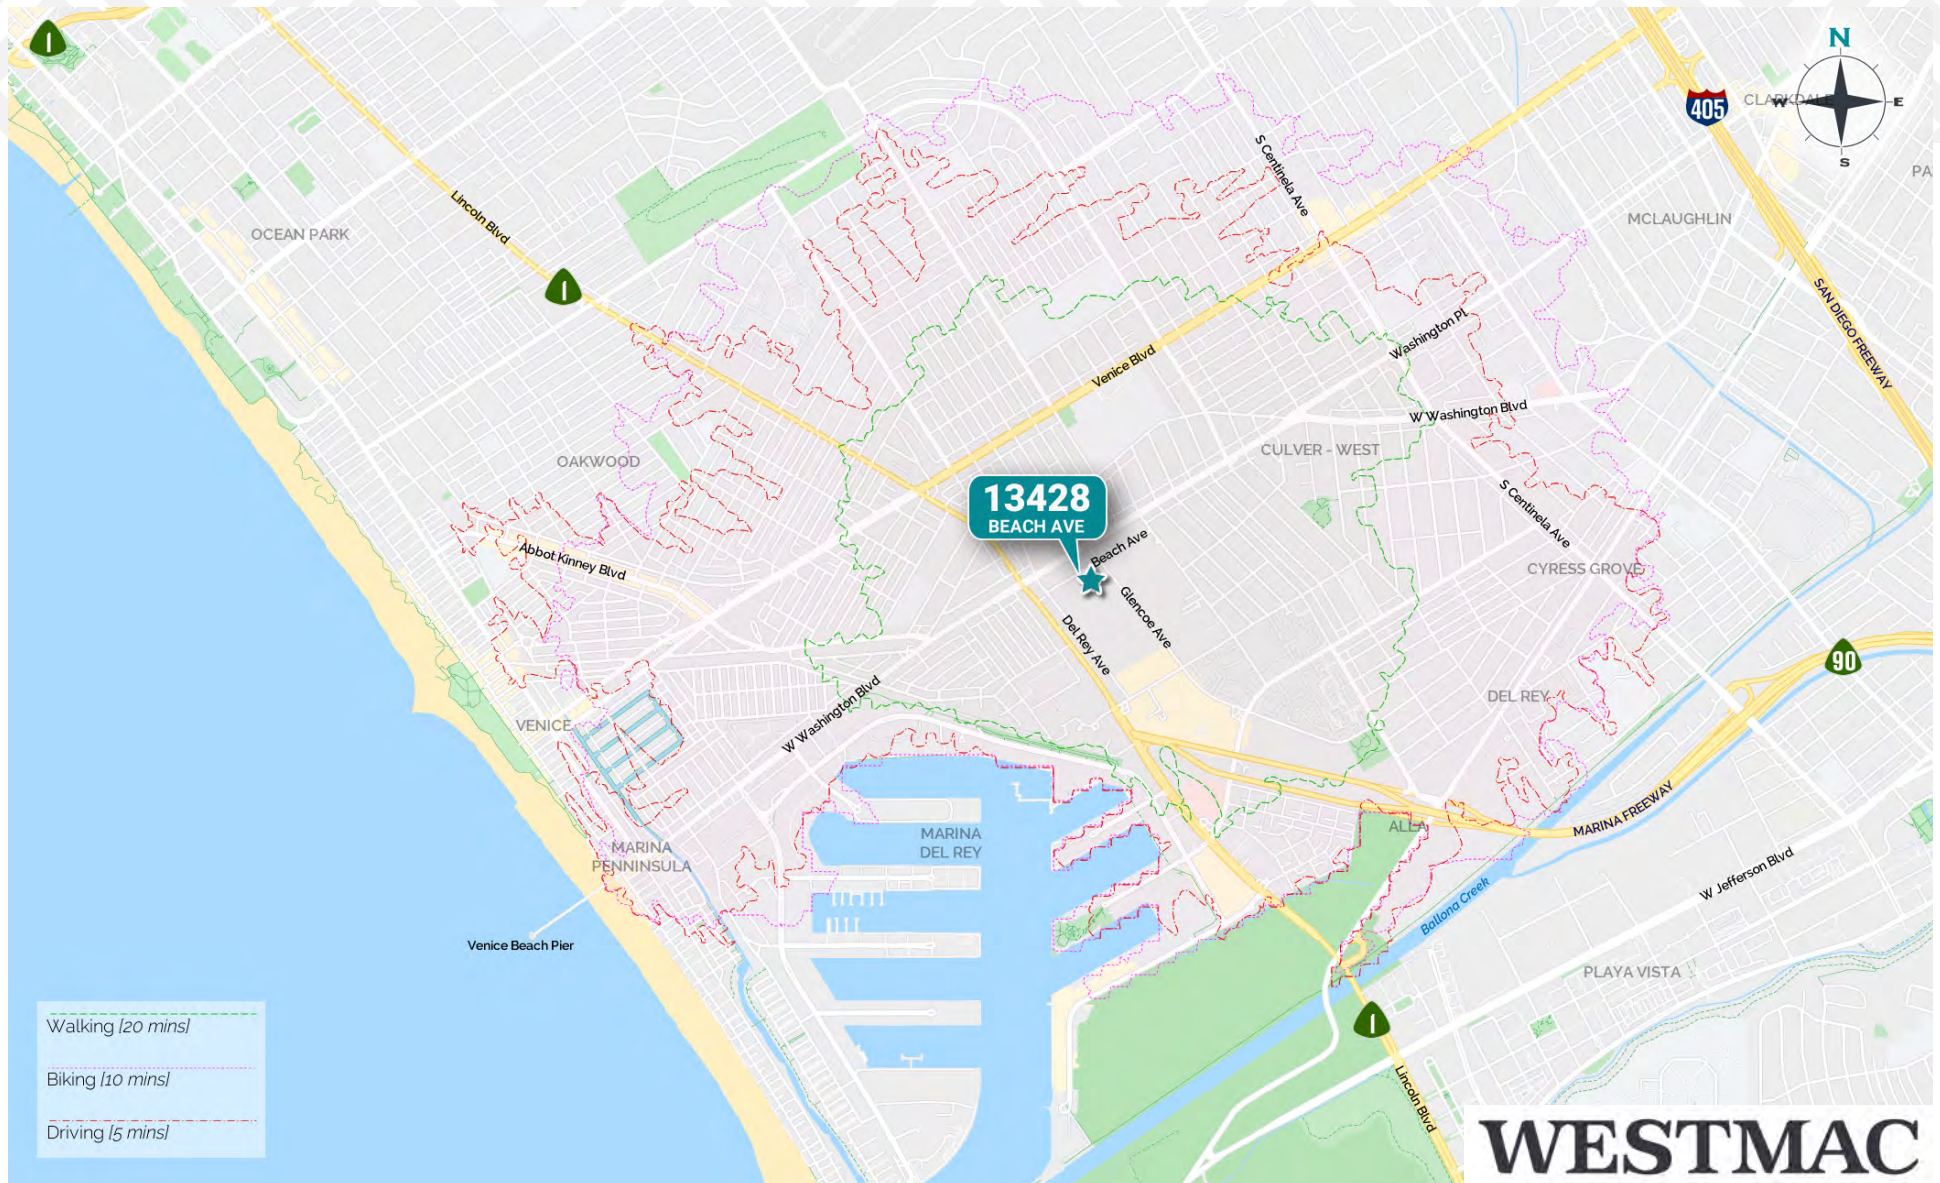 1
N
W
E
S
405
CLARKDALE
PA
S Centinela Ave
MCLAUGHLIN
Lincoln Blvd
OCEAN PARK
1
SAN DIEGO FREEWAY
Washington Pl
Venice Blvd
W Washington Blvd
CULVER - WEST
OAKWOOD
13428
BEACH AVE
Beach Ave
S Centinela Ave
Abbot Kinney Blvd
CYRESS GROVE
Glencoe Ave
Del Rey Ave
90
DEL REY
W Washington Blvd
VENICE
MARINA FREEWAY
ALLA
MARINA
DEL REY
MARINA
PENNINSULA
W Jefferson Blvd
Ballona Creek
Venice Beach Pier
PLAYA VISTA
1
Lincoln Blvd
Walking [20 mins]
Biking [10 mins]
Driving [5 mins]
WESTMAC